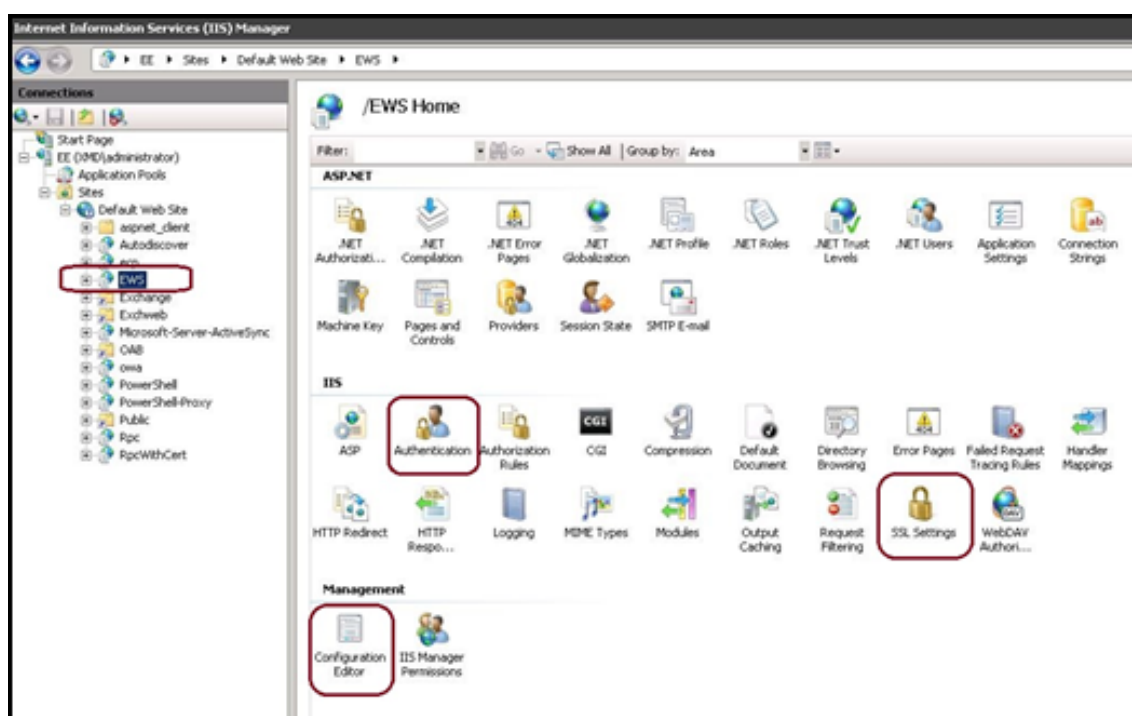 Internet Information Services (IIS) Manager
EE Sites Default Web Site EWS
Connections
Start Page
EE (XMD\administrator)
Application Pools
Sites
Default Web Site
aspnet_client
Autodiscover
ecp
EWS
Exchange
Exchweb
Microsoft-Server-ActiveSync
OAB
owa
PowerShell
PowerShell-Proxy
Public
Rpc
RpcWithCert
/EWS Home
Filter: Go Show All Group by: Area
ASP.NET
.NET Authorizati...
.NET Compilation
.NET Error Pages
.NET Globalization
.NET Profile
.NET Roles
.NET Trust Levels
.NET Users
Application Settings
Connection Strings
Machine Key
Pages and Controls
Providers
Session State
SMTP E-mail
IIS
ASP
Authentication
Authorization Rules
CGI
Compression
Default Document
Directory Browsing
Error Pages
Failed Request Tracing Rules
Handler Mappings
HTTP Redirect
HTTP Respo...
Logging
MIME Types
Modules
Output Caching
Request Filtering
SSL Settings
WebDAV Authori....
Management
Configuration Editor
IIS Manager Permissions